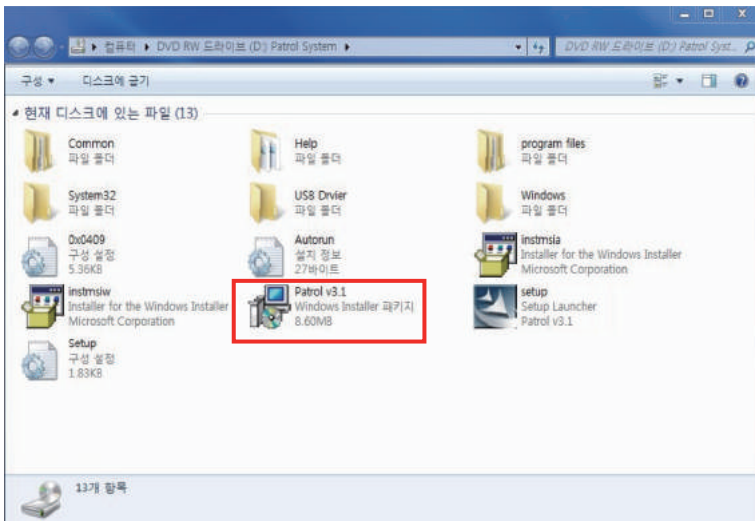 컴퓨터 ▸ DVD RW 드라이브 (D:) Patrol System ▸
DVD RW 드라이브 (D:) Patrol Syst...
구성 ▼ 디스크에 굽기
현재 디스크에 있는 파일 (13)
Common
파일 폴더
Help
파일 폴더
program files
파일 폴더
System32
파일 폴더
USB Drvier
파일 폴더
Windows
파일 폴더
0x0409
구성 설정
5.36KB
Autorun
설치 정보
27바이트
instmsia
Installer for the Windows Installer
Microsoft Corporation
instmsiw
Installer for the Windows Installer
Microsoft Corporation
Patrol v3.1
Windows Installer 패키지
8.60MB
setup
Setup Launcher
Patrol v3.1
Setup
구성 설정
1.83KB
13개 항목